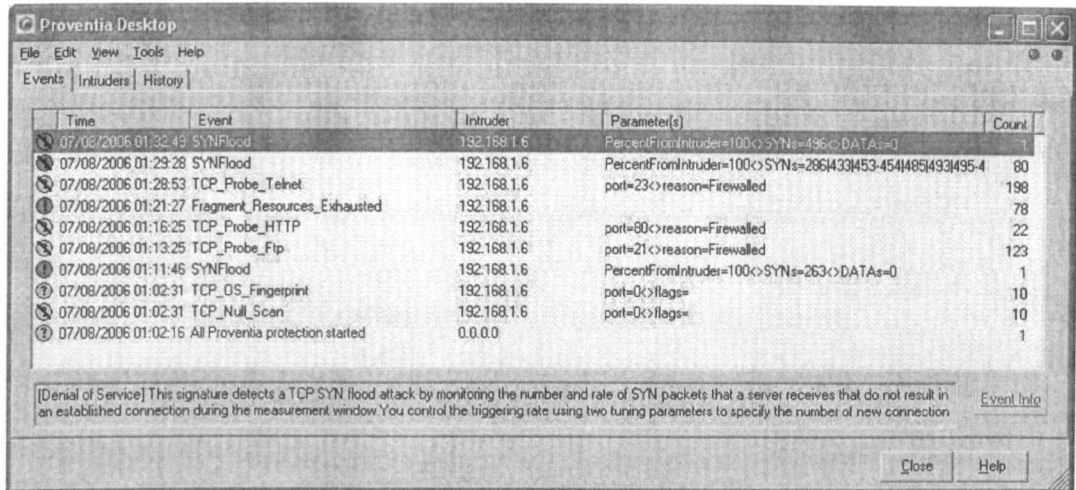 Proventia Desktop
File Edit View Tools Help
Events Intruders History
Time Event Intruder Parameter(s) Count
07/08/2006 01:32:49 SYNFlood 192.168.1.6 PercentFromIntruder=100<>SYNs=496<>DATAs=0 1
07/08/2006 01:29:28 SYNFlood 192.168.1.6 PercentFromIntruder=100<>SYNs=286|433|453-454|485|493|495-4 80
07/08/2006 01:28:53 TCP_Probe_Telnet 192.168.1.6 port=23<>reason=Firewalled 198
07/08/2006 01:21:27 Fragment_Resources_Exhausted 192.168.1.6 78
07/08/2006 01:16:25 TCP_Probe_HTTP 192.168.1.6 port=80<>reason=Firewalled 22
07/08/2006 01:13:25 TCP_Probe_Ftp 192.168.1.6 port=21<>reason=Firewalled 123
07/08/2006 01:11:46 SYNFlood 192.168.1.6 PercentFromIntruder=100<>SYNs=263<>DATAs=0 1
07/08/2006 01:02:31 TCP_OS_Fingerprint 192.168.1.6 port=0<>flags= 10
07/08/2006 01:02:31 TCP_Null_Scan 192.168.1.6 port=0<>flags= 10
07/08/2006 01:02:16 All Proventia protection started 0.0.0.0 1
[Denial of Service] This signature detects a TCP SYN flood attack by monitoring the number and rate of SYN packets that a server receives that do not result in
an established connection during the measurement window.You control the triggering rate using two tuning parameters to specify the number of new connection
Event Info
Close Help